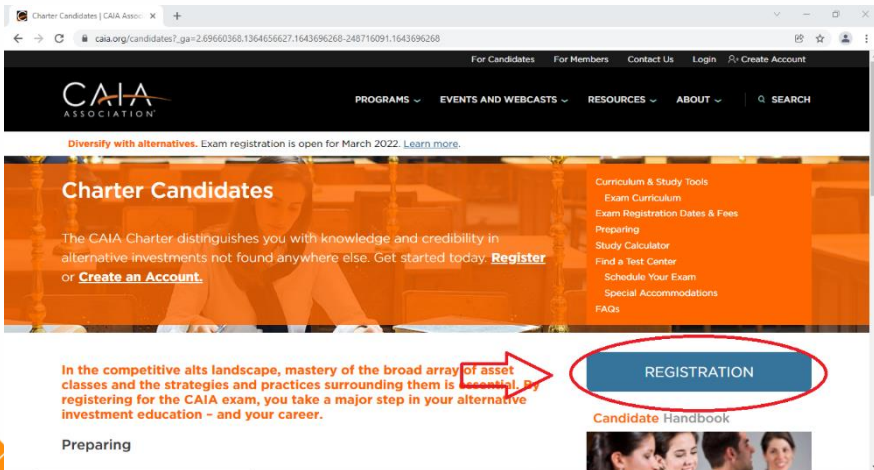 Charter Candidates | CAIA Assoc
caia.org/candidates?_ga=2.69660368.1364656627.1643696268-248716091.1643696268
For Candidates For Members Contact Us Login Create Account
CAIA
ASSOCIATION
PROGRAMS EVENTS AND WEBCASTS RESOURCES ABOUT SEARCH
Diversify with alternatives. Exam registration is open for March 2022. Learn more.
Charter Candidates
The CAIA Charter distinguishes you with knowledge and credibility in
alternative investments not found anywhere else. Get started today. Register
or Create an Account.
Curriculum & Study Tools
Exam Curriculum
Exam Registration Dates & Fees
Preparing
Study Calculator
Find a Test Center
Schedule Your Exam
Special Accommodations
FAQs
In the competitive alts landscape, mastery of the broad array of asset
classes and the strategies and practices surrounding them is essential. By
registering for the CAIA exam, you take a major step in your alternative
investment education – and your career.
Preparing
REGISTRATION
Candidate Handbook